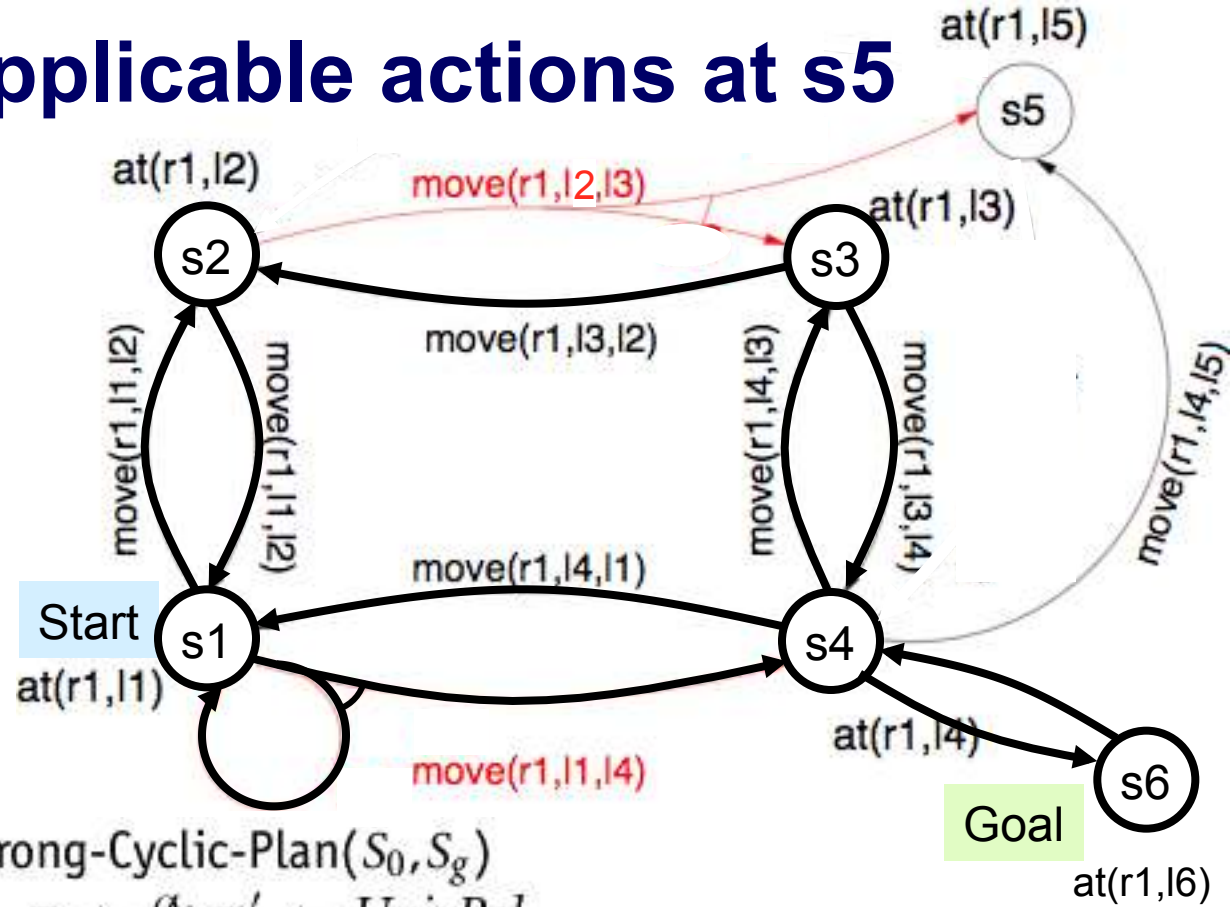 pplicable actions at s5
at(r1,l5)
s5
at(r1,l2)
move(r1,l2,l3)
at(r1,l3)
s2
s3
move(r1,l3,l2)
move(r1,l1,l2)
move(r1,l1,l2)
move(r1,l4,l3)
move(r1,l3,l4)
move(r1,l4,l5)
move(r1,l4,l1)
Start
s1
s4
at(r1,l1)
at(r1,l4)
move(r1,l1,l4)
s6
Goal
at(r1,l6)
rong-Cyclic-Plan(S₀,S_g)